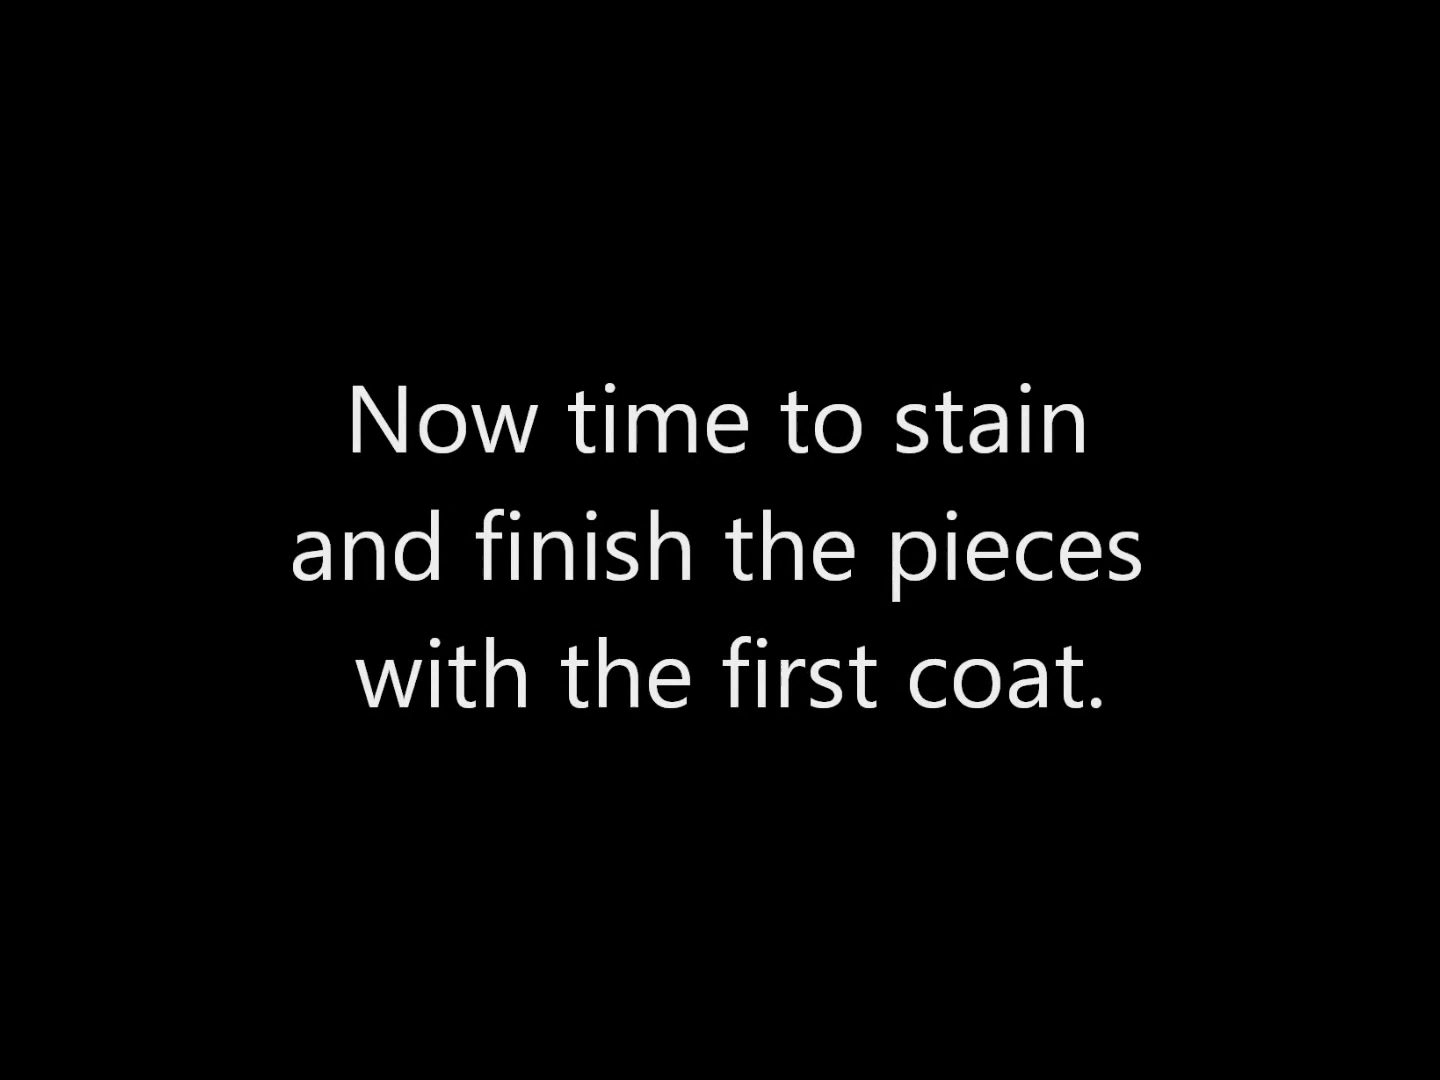 Now time to stain
and finish the pieces
with the first coat.